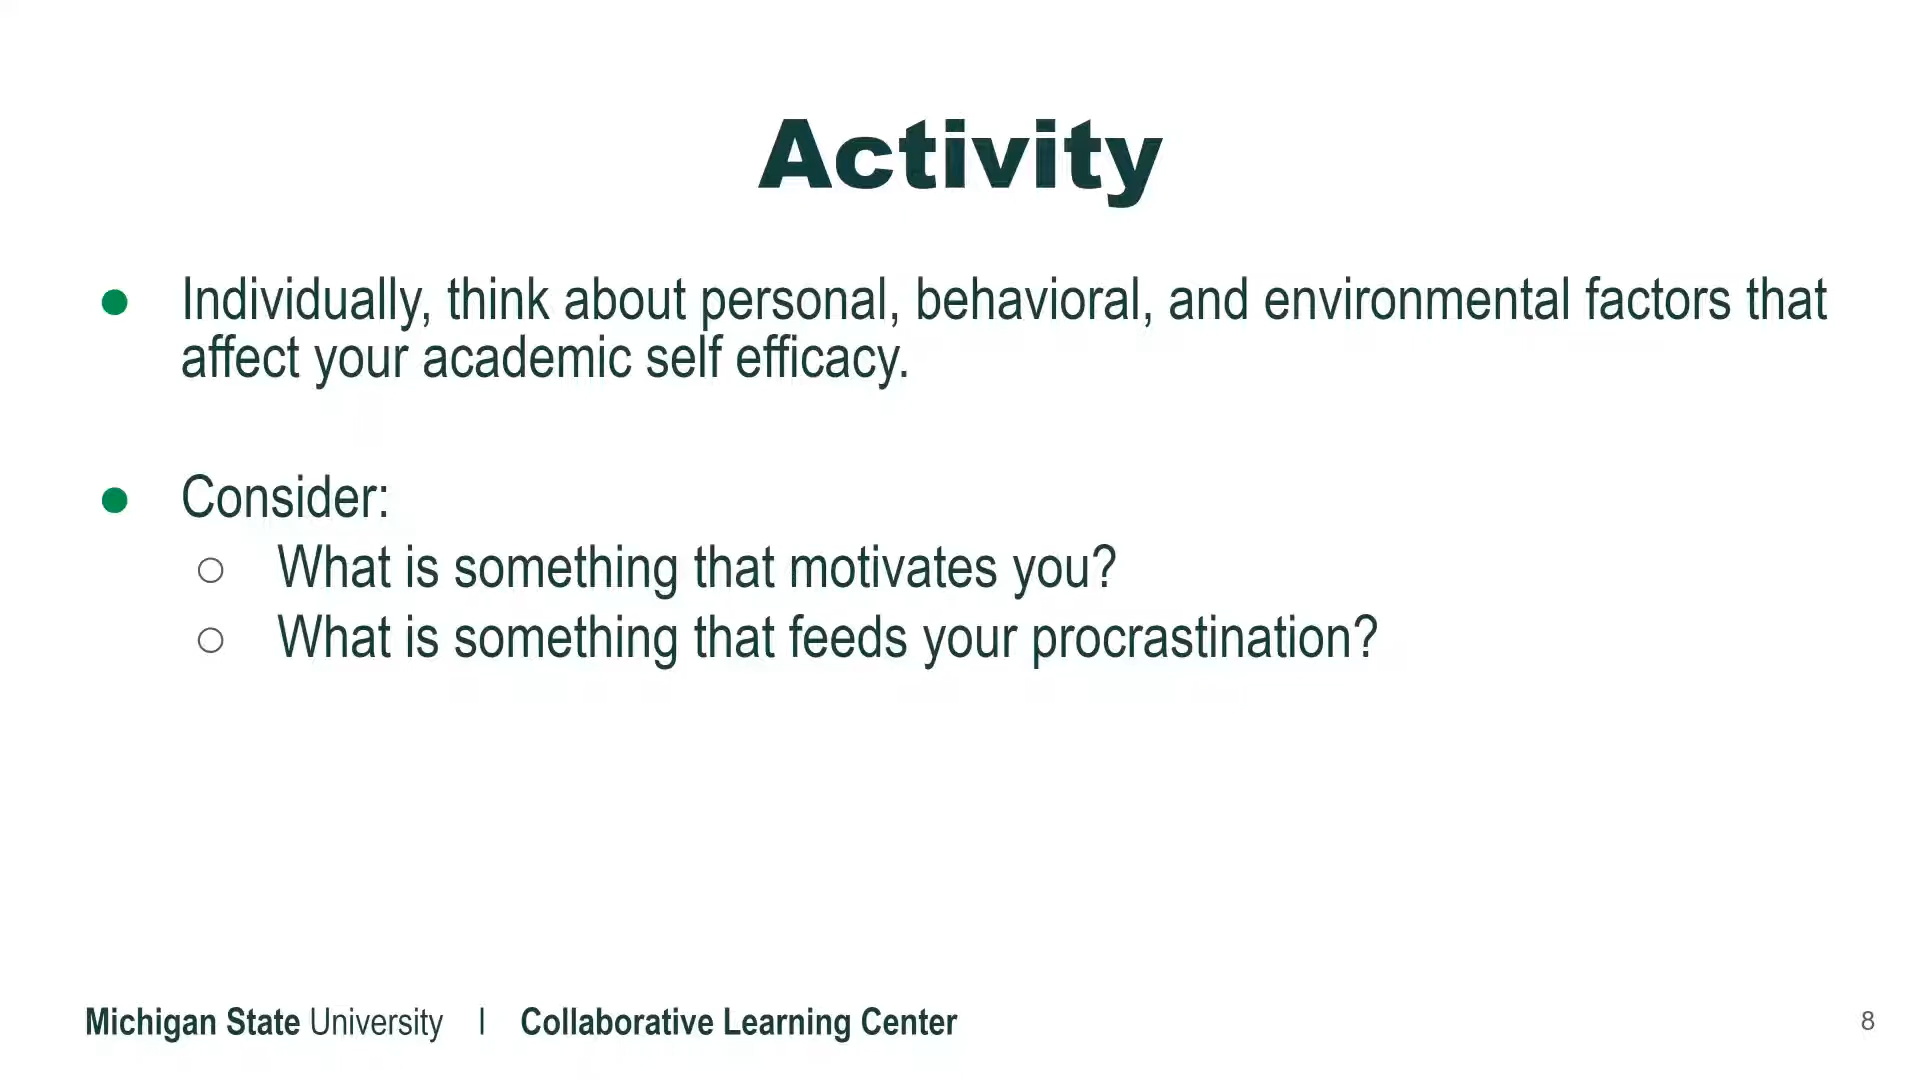 Activity
● Individually, think about personal, behavioral, and environmental factors that
affect your academic self efficacy.
● Consider:
○ What is something that motivates you?
○ What is something that feeds your procrastination?
Michigan State University | Collaborative Learning Center
8